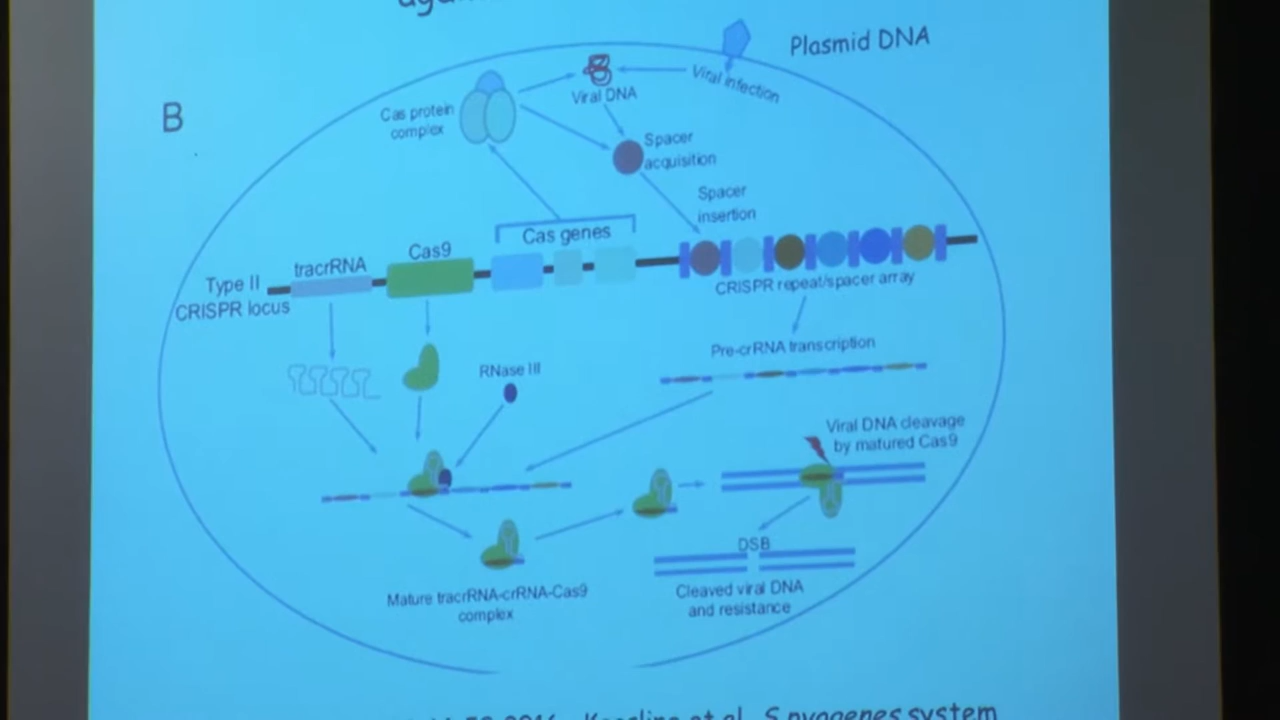 Plasmid DNA
B
Viral infection
Viral DNA
Cas protein
complex
Spacer
acquisition
Spacer
insertion
Cas genes
Cas9
tracrRNA
Type II
CRISPR locus
CRISPR repeat/spacer array
Pre-crRNA transcription
RNase III
Viral DNA cleavage
by matured Cas9
DSB
Mature tracrRNA-crRNA-Cas9
complex
Cleaved viral DNA
and resistance
et al. S.pyogenes system